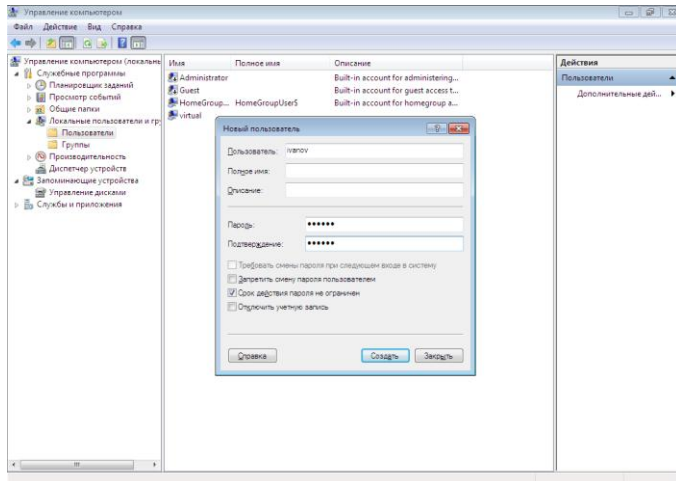 Управление компьютером
Файл Действие Вид Справка
Управление компьютером (локальн
Служебные программы
Планировщик заданий
Просмотр событий
Общие папки
Локальные пользователи и гр
Пользователи
Группы
Производительность
Диспетчер устройств
Запоминающие устройства
Управление дисками
Службы и приложения
Имя Полное имя Описание
Administrator Built-in account for administering...
Guest Built-in account for guest access t...
HomeGroup... HomeGroupUser$ Built-in account for homegroup a...
virtual
Действия
Пользователи
Дополнительные дей...
Новый пользователь
Пользователь: ivanov
Полное имя:
Описание:
Пароль: ••••••
Подтверждение: ••••••
Требовать смены пароля при следующем входе в систему
Запретить смену пароля пользователем
Срок действия пароля не ограничен
Отключить учетную запись
Справка Создать Закрыть